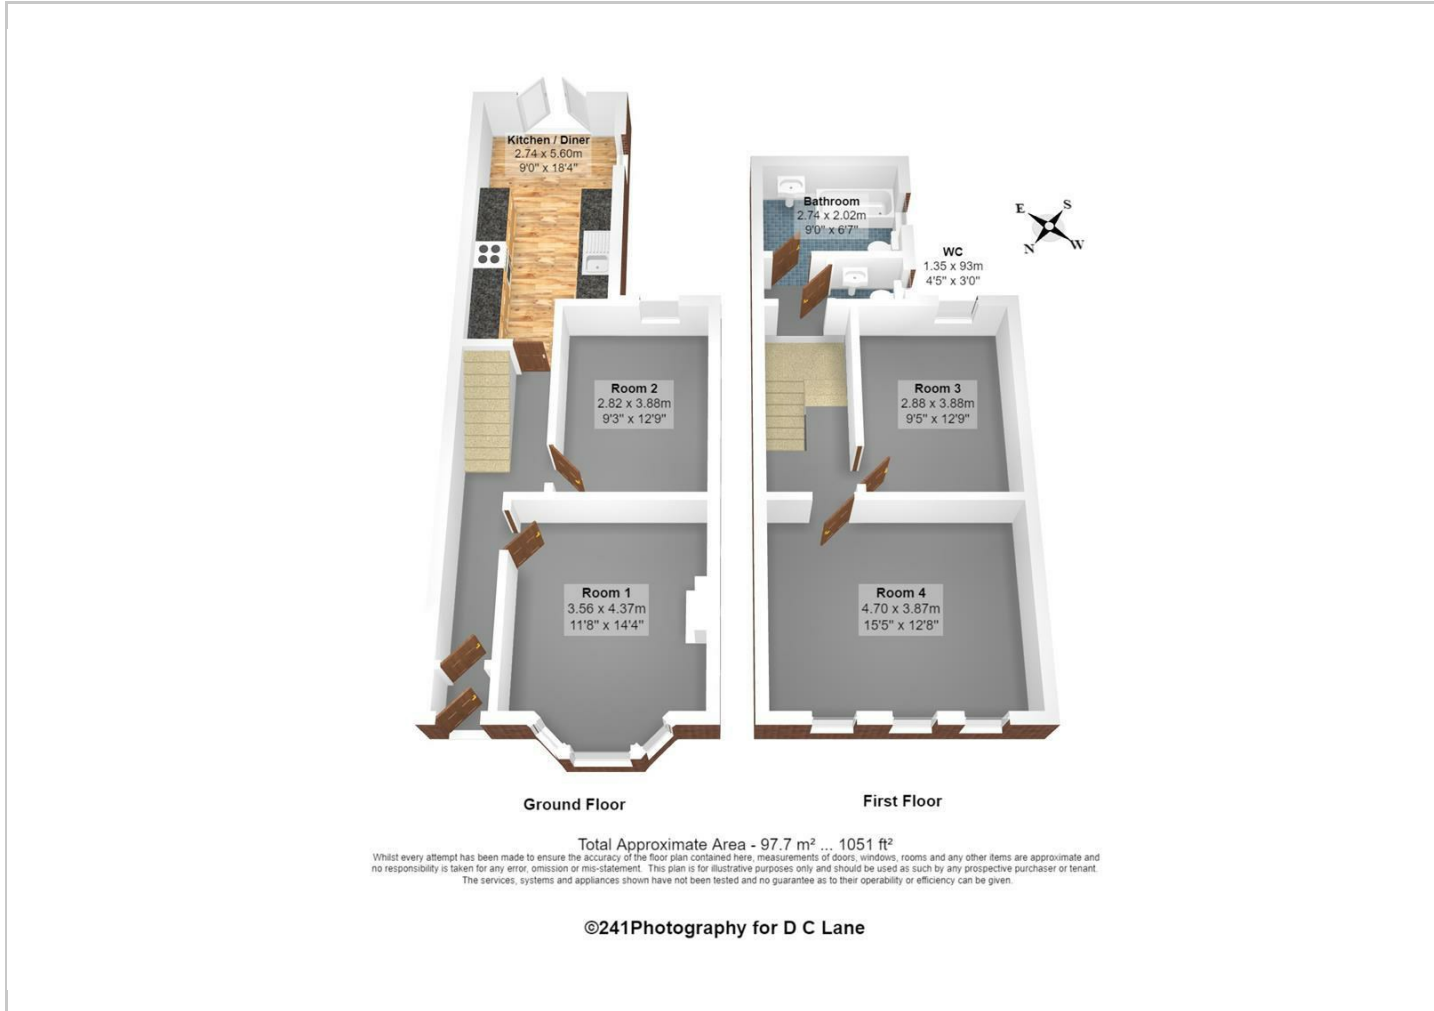 Kitchen / Diner
2.74 x 5.60m
9'0" x 18'4"
Bathroom
2.74 x 2.02m
9'0" x 6'7"
E S
N W
WC
1.35 x 93m
4'5" x 3'0"
Room 2
2.82 x 3.88m
9'3" x 12'9"
Room 3
2.88 x 3.88m
9'5" x 12'9"
Room 1
3.56 x 4.37m
11'8" x 14'4"
Room 4
4.70 x 3.87m
15'5" x 12'8"
Ground Floor
First Floor
Total Approximate Area - 97.7 m² ... 1051 ft²
Whilst every attempt has been made to ensure the accuracy of the floor plan contained here, measurements of doors, windows, rooms and any other items are approximate and
no responsibility is taken for any error, omission or mis-statement. This plan is for illustrative purposes only and should be used as such by any prospective purchaser or tenant.
The services, systems and appliances shown have not been tested and no guarantee as to their operability or efficiency can be given.
©241Photography for D C Lane